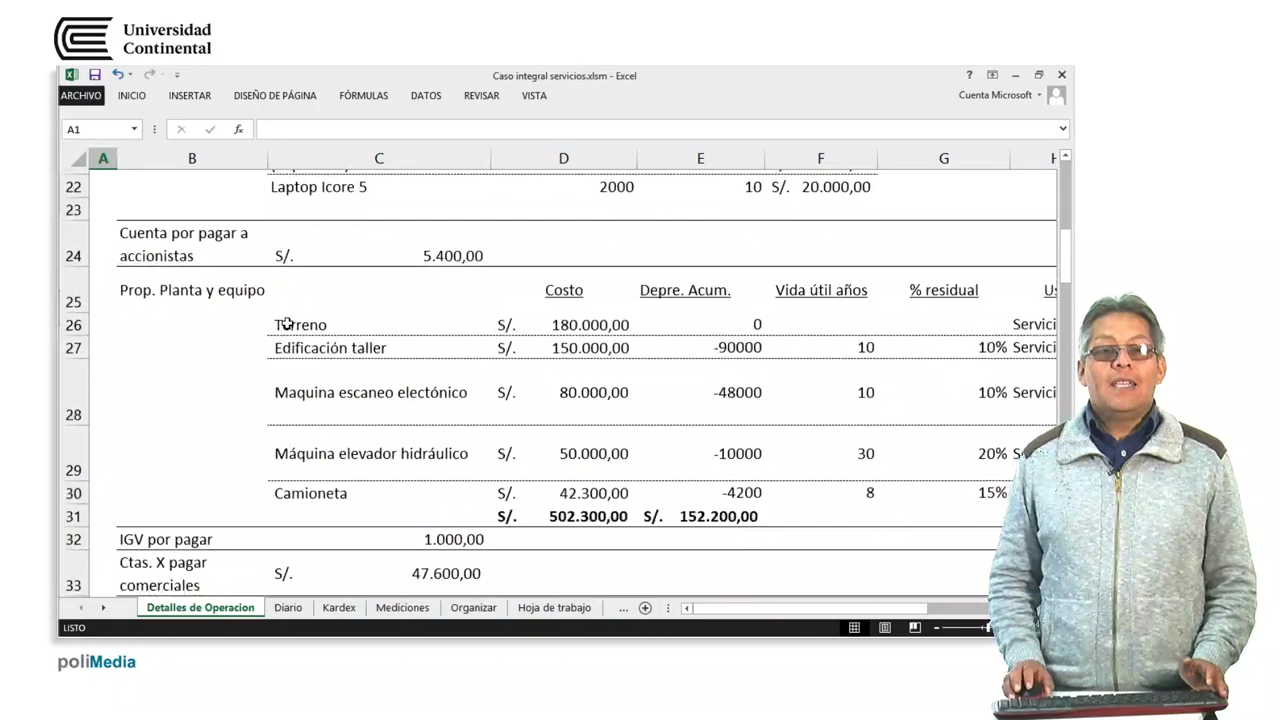 Universidad
Continental
Caso integral servicios.xlsm - Excel
ARCHIVO INICIO INSERTAR DISEÑO DE PÁGINA FÓRMULAS DATOS REVISAR VISTA Cuenta Microsoft
A1 fx
A B C D E F G H
22 Laptop Icore 5 2000 10 S/. 20.000,00
23
Cuenta por pagar a
24 accionistas S/. 5.400,00
25 Prop. Planta y equipo Costo Depre. Acum. Vida útil años % residual Us
26 Terreno S/. 180.000,00 0 Servici
27 Edificación taller S/. 150.000,00 -90000 10 10% Servici
28 Maquina escaneo electónico S/. 80.000,00 -48000 10 10% Servici
29 Máquina elevador hidráulico S/. 50.000,00 -10000 30 20% S
30 Camioneta S/. 42.300,00 -4200 8 15%
31 S/. 502.300,00 S/. 152.200,00
32 IGV por pagar 1.000,00
Ctas. X pagar
33 comerciales S/. 47.600,00
Detalles de Operacion Diario Kardex Mediciones Organizar Hoja de trabajo ...
LISTO
poliMedia